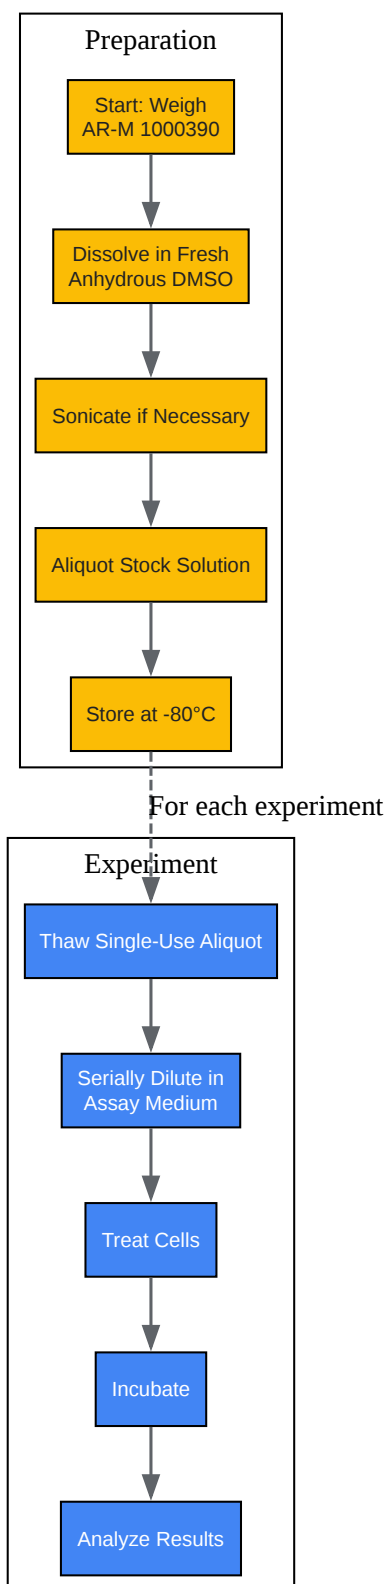 Preparation
Start: Weigh
AR-M 1000390
Dissolve in Fresh
Anhydrous DMSO
Sonicate if Necessary
Aliquot Stock Solution
Store at -80°C
For each experiment
Experiment
Thaw Single-Use Aliquot
Serially Dilute in
Assay Medium
Treat Cells
Incubate
Analyze Results